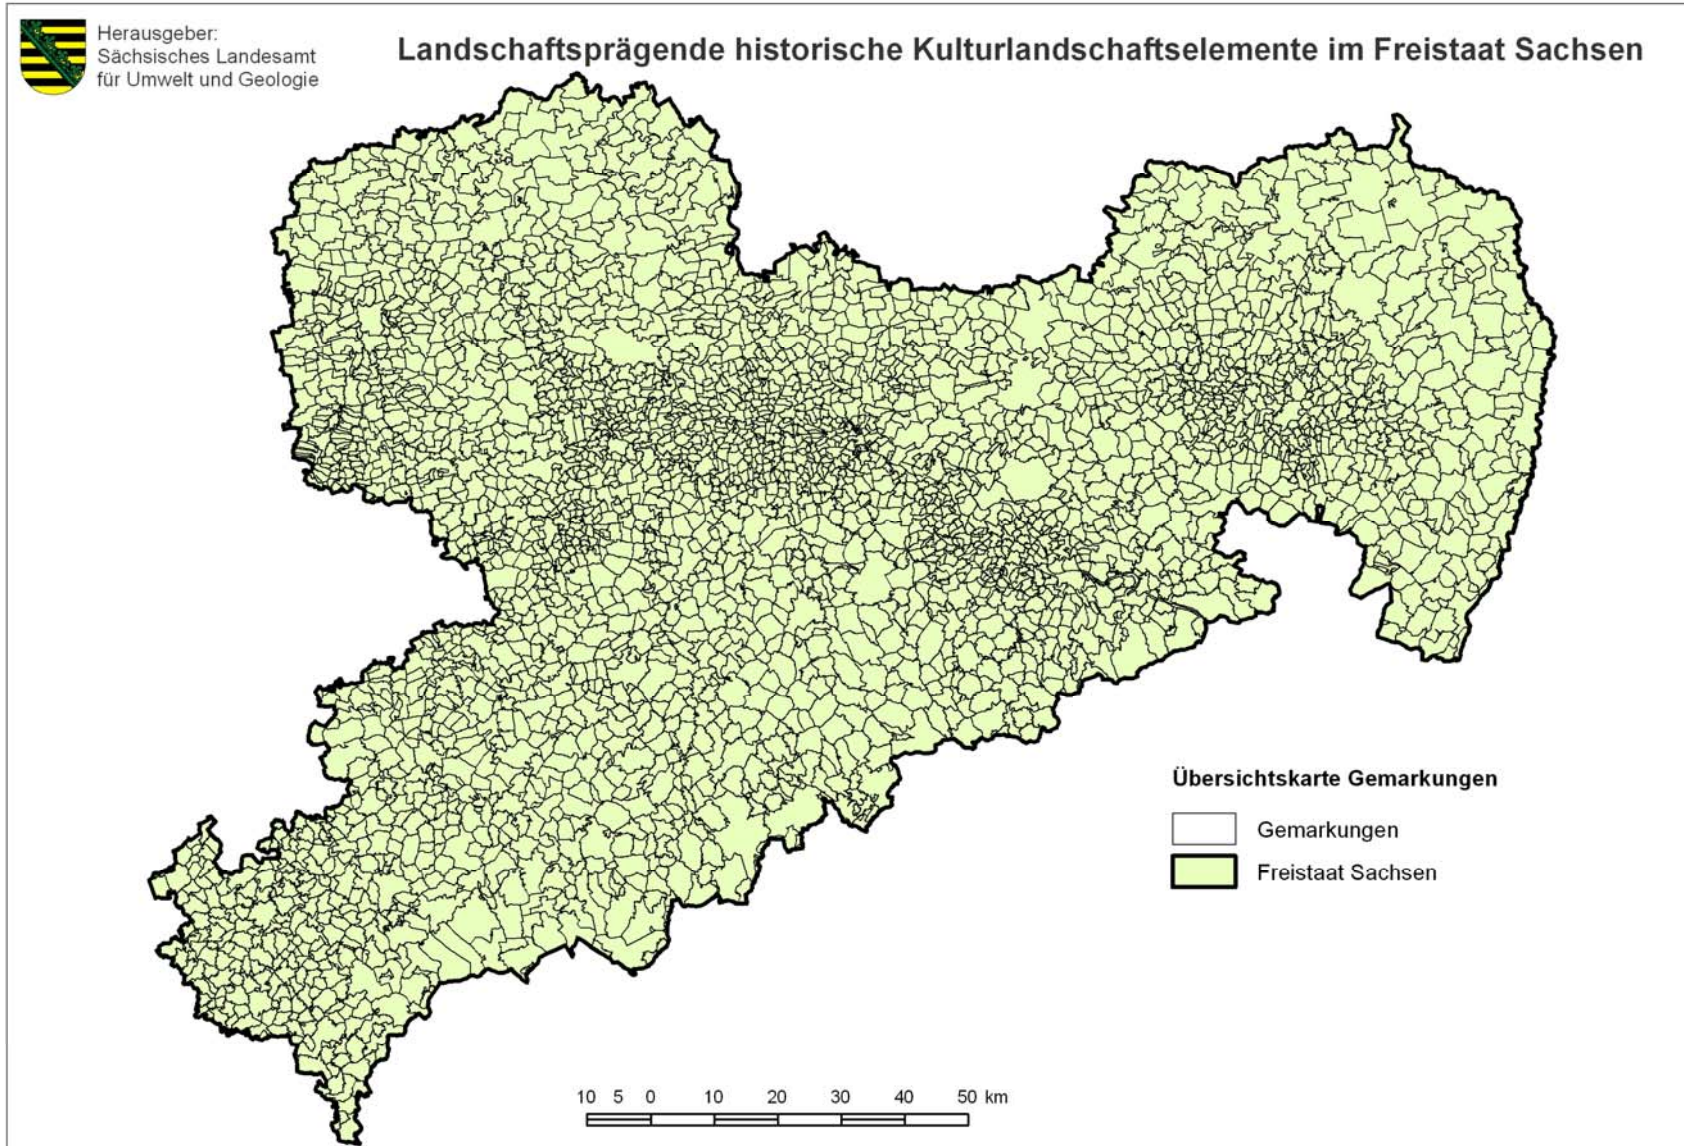 Herausgeber:
Sächsisches Landesamt
für Umwelt und Geologie
Landschaftsprägende historische Kulturlandschaftselemente im Freistaat Sachsen
Übersichtskarte Gemarkungen
Gemarkungen
Freistaat Sachsen
10 5 0 10 20 30 40 50 km